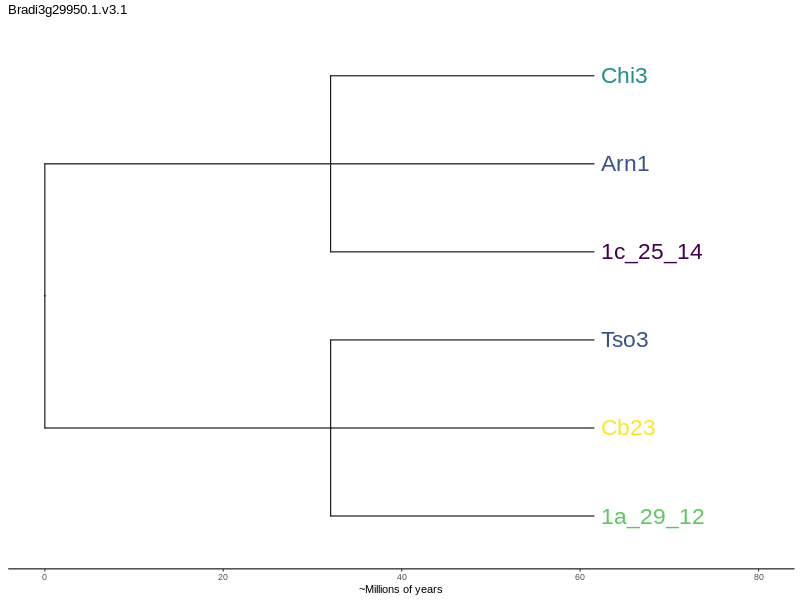 Bradi3g29950.1.v3.1
Chi3
Arn1
1c_25_14
Tso3
Cb23
1a_29_12
0 20 40 60 80
~Millions of years